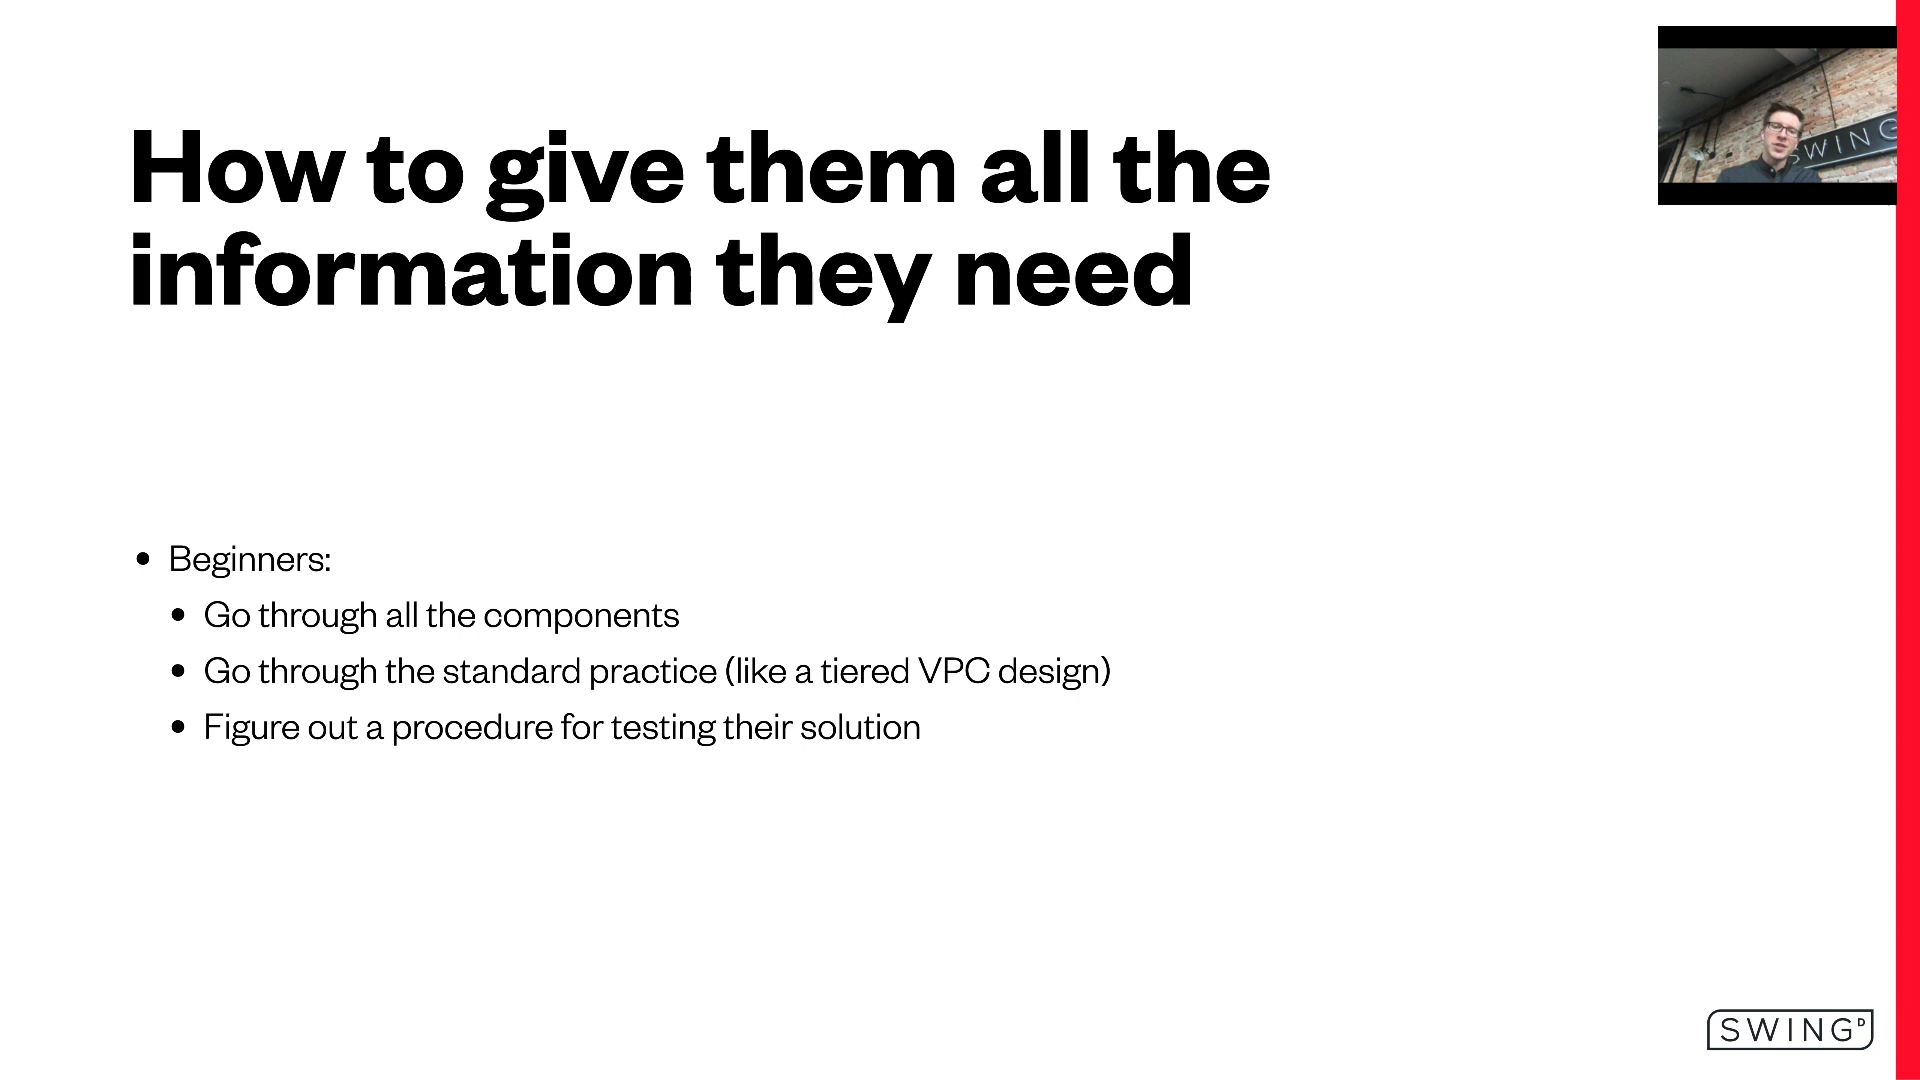 How to give them all the
information they need
SWING
• Beginners:
• Go through all the components
• Go through the standard practice (like a tiered VPC design)
• Figure out a procedure for testing their solution
SWINGD